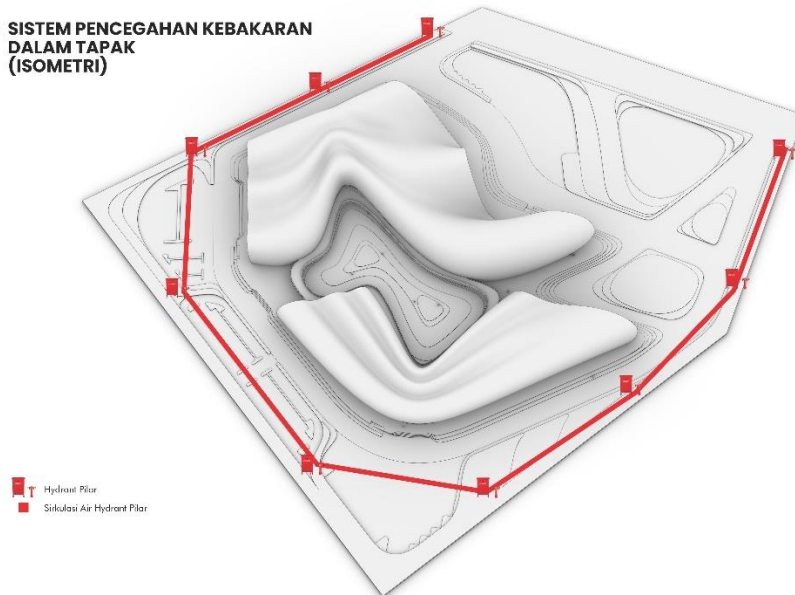 SISTEM PENCEGAHAN KEBAKARAN
DALAM TAPAK
(ISOMETRI)
Hydrant Pilar
Sirkulasi Air Hydrant Pilar